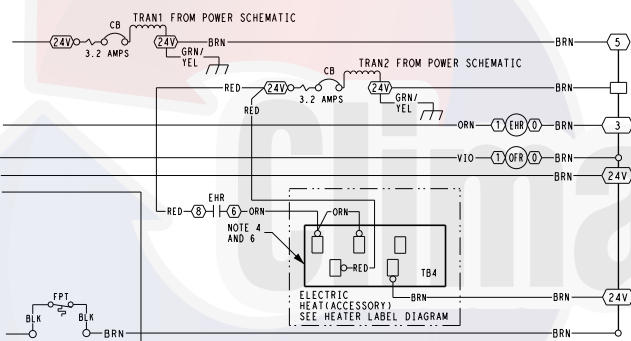 TRAN1 FROM POWER SCHEMATIC
CB
24V
3.2 AMPS
24V
BRN
BRN
5
GRN/
YEL
TRAN2 FROM POWER SCHEMATIC
CB
RED
24V
3.2 AMPS
24V
BRN
GRN/
YEL
RED
ORN
1
EHR
0
BRN
3
VIO
1
OFR
0
BRN
BRN
24V
EHR
RED
8
6
ORN
ORN
NOTE 4
AND 6
RED
TB4
ELECTRIC
HEAT(ACCESSORY)
SEE HEATER LABEL DIAGRAM
BRN
BRN
24V
FPT
BLK
BLK
BRN
BRN
Clima